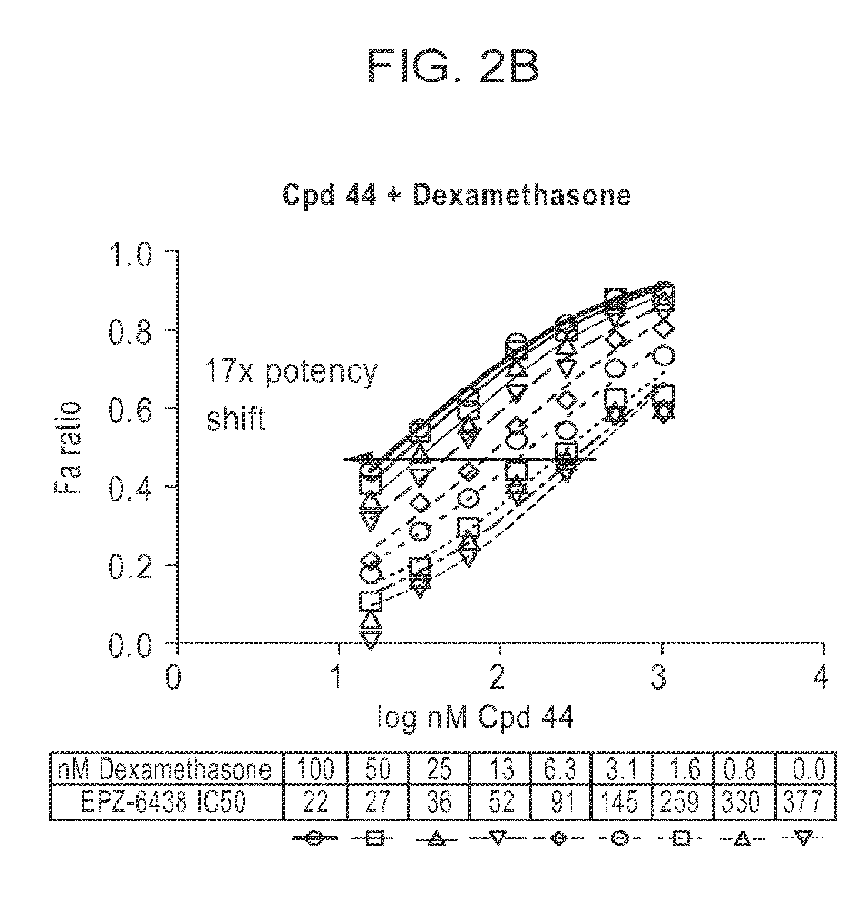 FIG. 2B
Cpd 44 + Dexamethasone
1.0
0.8
0.6
0.4
0.2
0.0
Fa ratio
17x potency
shift
0 1 2 3 4
log nM Cpd 44
nM Dexamethasone 100 50 25 13 6.3 3.1 1.6 0.8 0.0
EPZ-6438 IC50 22 27 36 52 91 145 259 330 377